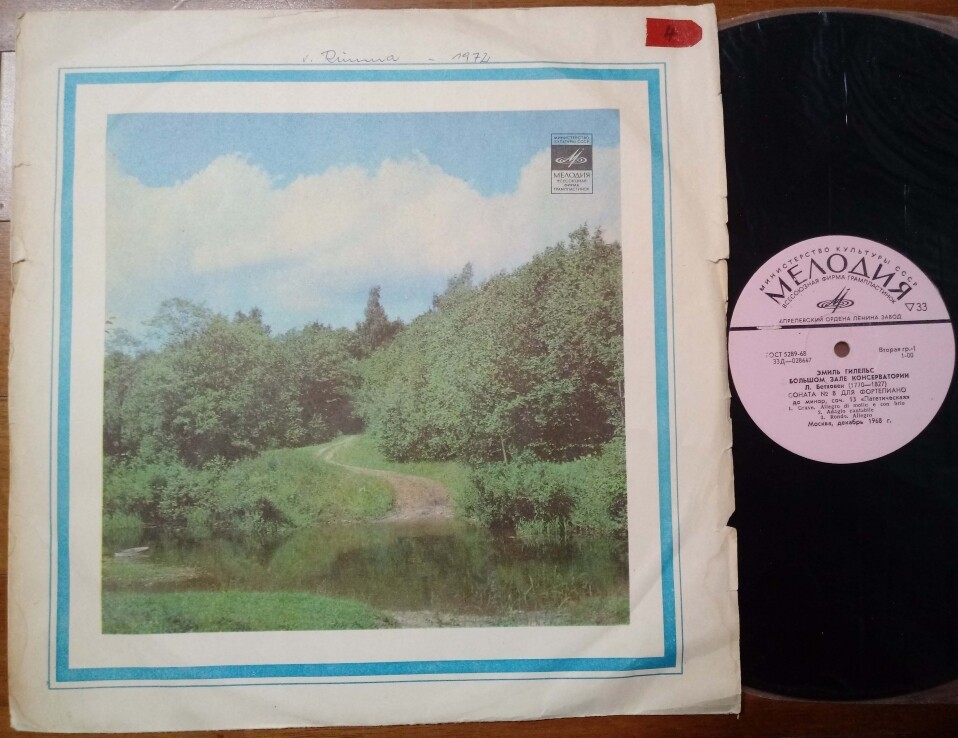 v. Rimma - 1972
4
МИНИСТЕРСТВО
КУЛЬТУРЫ СССР
МЕЛОДИЯ
ВСЕСОЮЗНАЯ
ФИРМА
ГРАМПЛАСТИНОК
МИНИСТЕРСТВО КУЛЬТУРЫ СССР
МЕЛОДИЯ
ВСЕСОЮЗНАЯ ФИРМА ГРАМПЛАСТИНОК
33
АПРЕЛЕВСКИЙ ОРДЕНА ЛЕНИНА ЗАВОД
ГОСТ 5289-68
33Д—028667
Вторая гр.
1-00
ЭМИЛЬ ГИЛЕЛЬС
БОЛЬШОМ ЗАЛЕ КОНСЕРВАТОРИИ
Л. Бетховен (1770—1827)
СОНАТА № 8 ДЛЯ ФОРТЕПИАНО
до минор, соч. 13 «Патетическая»
1. Grave. Allegro di molto e con brio
2. Adagio cantabile
3. Rondo. Allegro
Москва, декабрь 1968 г.